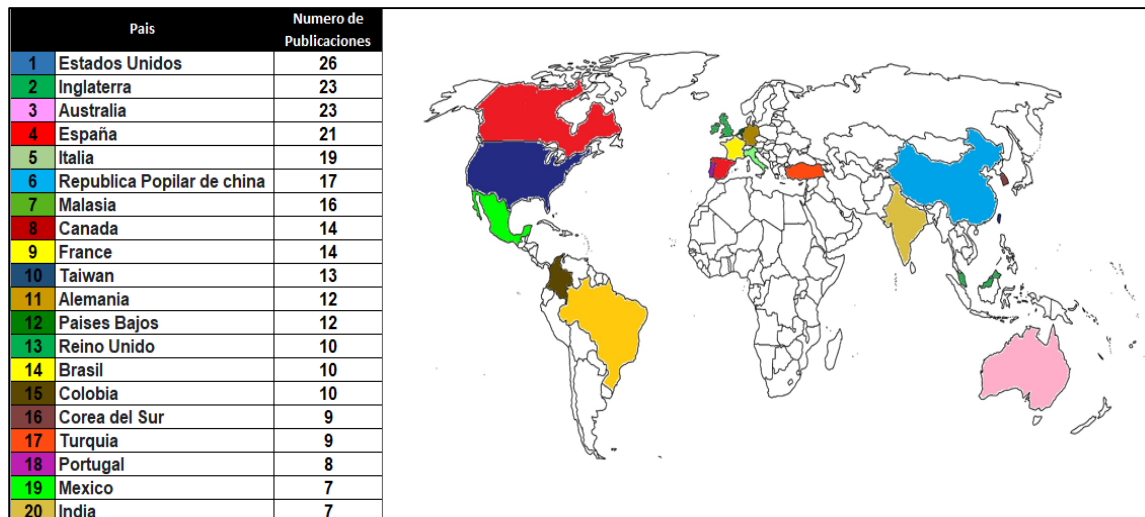 Pais Numero de Publicaciones
1 Estados Unidos 26
2 Inglaterra 23
3 Australia 23
4 España 21
5 Italia 19
6 Republica Popilar de china 17
7 Malasia 16
8 Canada 14
9 France 14
10 Taiwan 13
11 Alemania 12
12 Paises Bajos 12
13 Reino Unido 10
14 Brasil 10
15 Colobia 10
16 Corea del Sur 9
17 Turquia 9
18 Portugal 8
19 Mexico 7
20 India 7